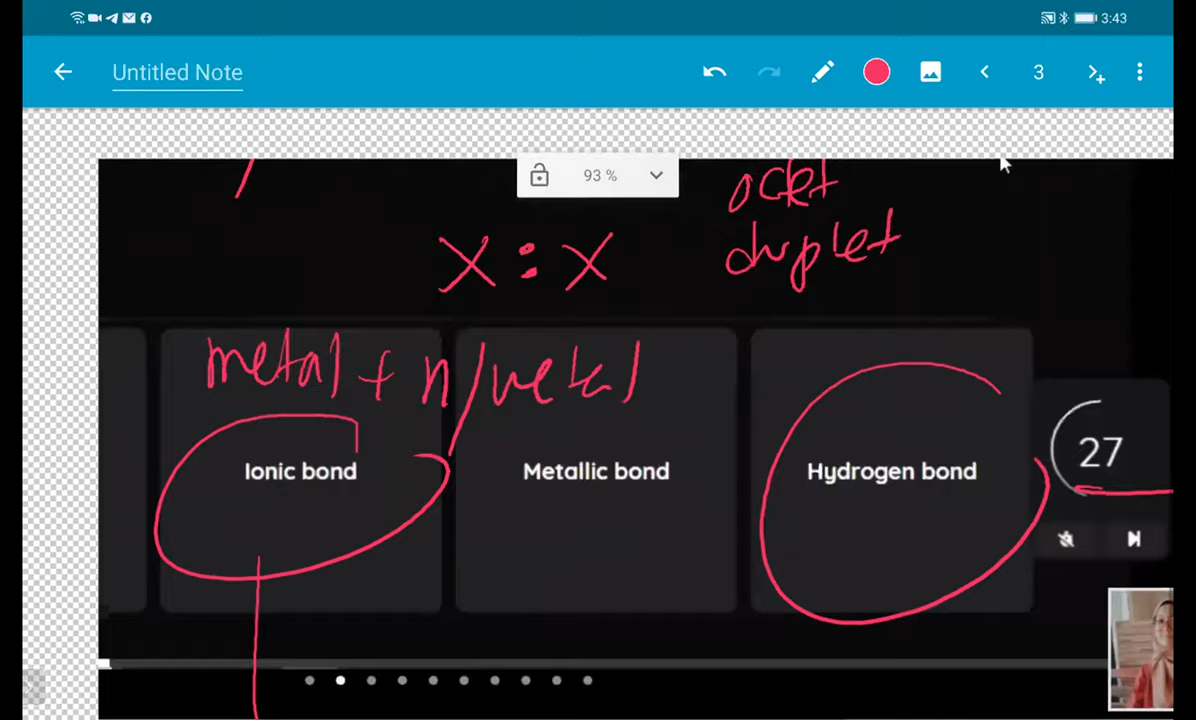 3:43
Untitled Note
3
93 %
octet
duplet
X : X
metal + n/metal
Ionic bond
Metallic bond
Hydrogen bond
27